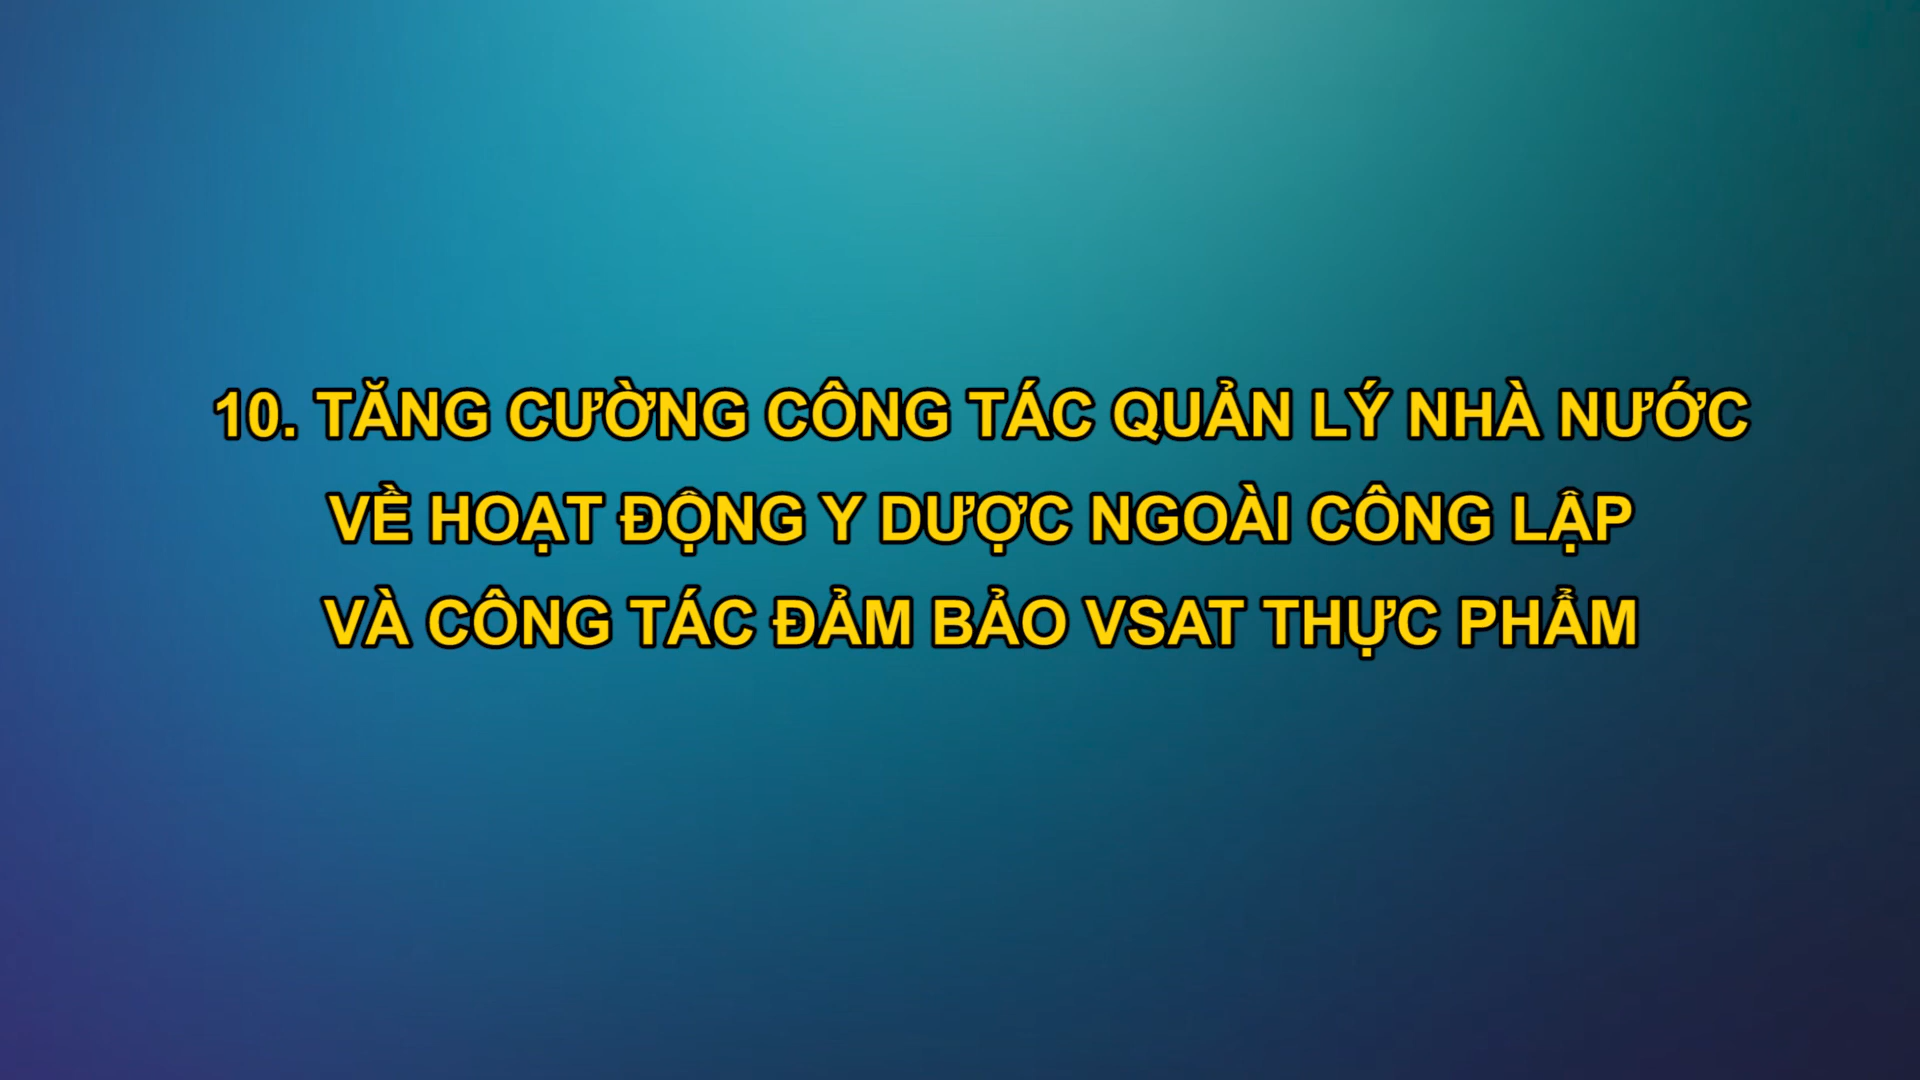 10. TĂNG CƯỜNG CÔNG TÁC QUẢN LÝ NHÀ NƯỚC
VỀ HOẠT ĐỘNG Y DƯỢC NGOÀI CÔNG LẬP
VÀ CÔNG TÁC ĐẢM BẢO VSAT THỰC PHẨM